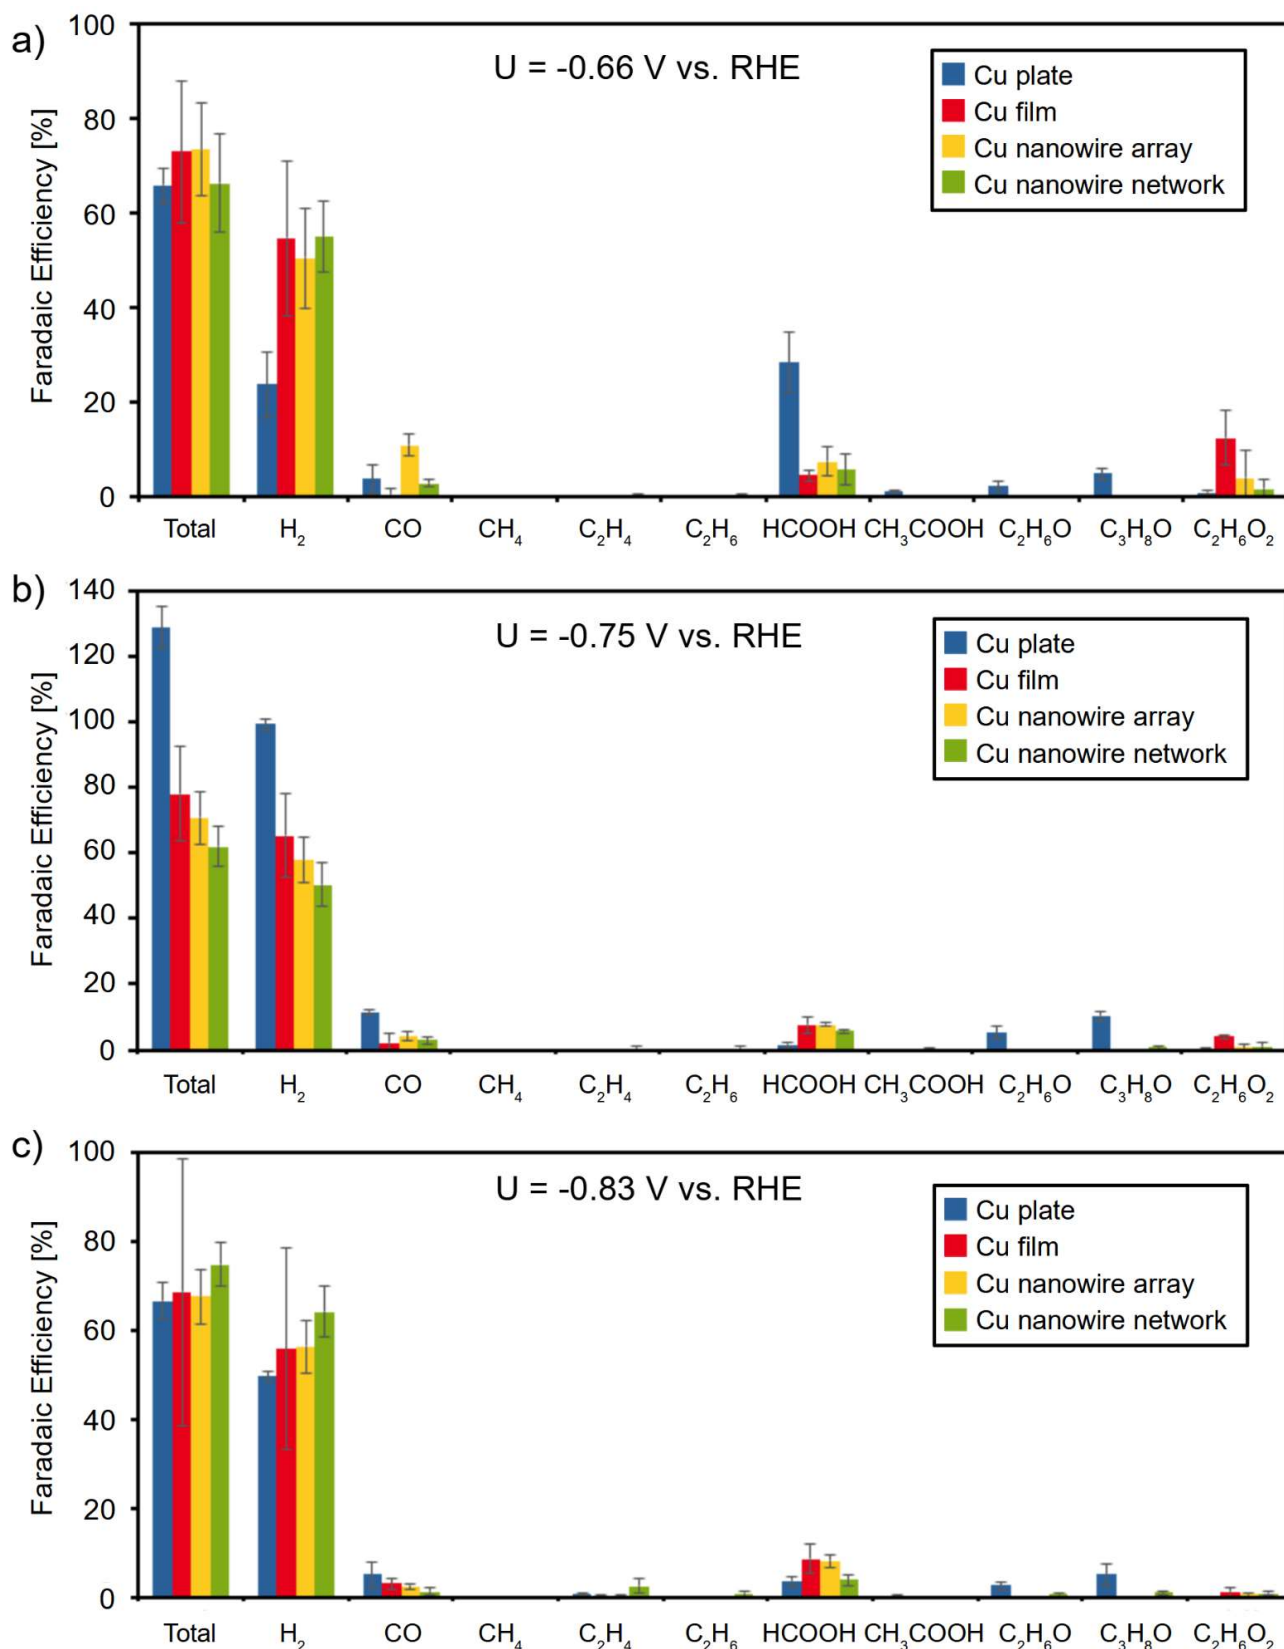 a)
U = -0.66 V vs. RHE
Cu plate
Cu film
Cu nanowire array
Cu nanowire network
Faradaic Efficiency [%]
100
80
60
40
20
0
Total H₂ CO CH₄ C₂H₄ C₂H₆ HCOOH CH₃COOH C₂H₆O C₃H₈O C₂H₆O₂
b)
U = -0.75 V vs. RHE
Cu plate
Cu film
Cu nanowire array
Cu nanowire network
Faradaic Efficiency [%]
140
120
100
80
60
40
20
0
Total H₂ CO CH₄ C₂H₄ C₂H₆ HCOOH CH₃COOH C₂H₆O C₃H₈O C₂H₆O₂
c)
U = -0.83 V vs. RHE
Cu plate
Cu film
Cu nanowire array
Cu nanowire network
Faradaic Efficiency [%]
100
80
60
40
20
0
Total H₂ CO CH₄ C₂H₄ C₂H₆ HCOOH CH₃COOH C₂H₆O C₃H₈O C₂H₆O₂